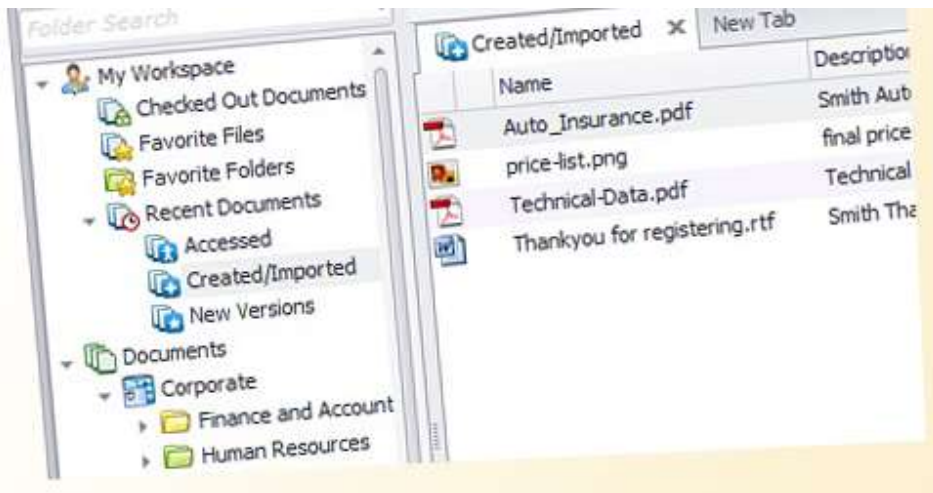 Folder Search
My Workspace
Checked Out Documents
Favorite Files
Favorite Folders
Recent Documents
Accessed
Created/Imported
New Versions
Documents
Corporate
Finance and Account
Human Resources
Created/Imported x New Tab
Name Description
Auto_Insurance.pdf Smith Aut
price-list.png final price
Technical-Data.pdf Technical
Thankyou for registering.rtf Smith Tha